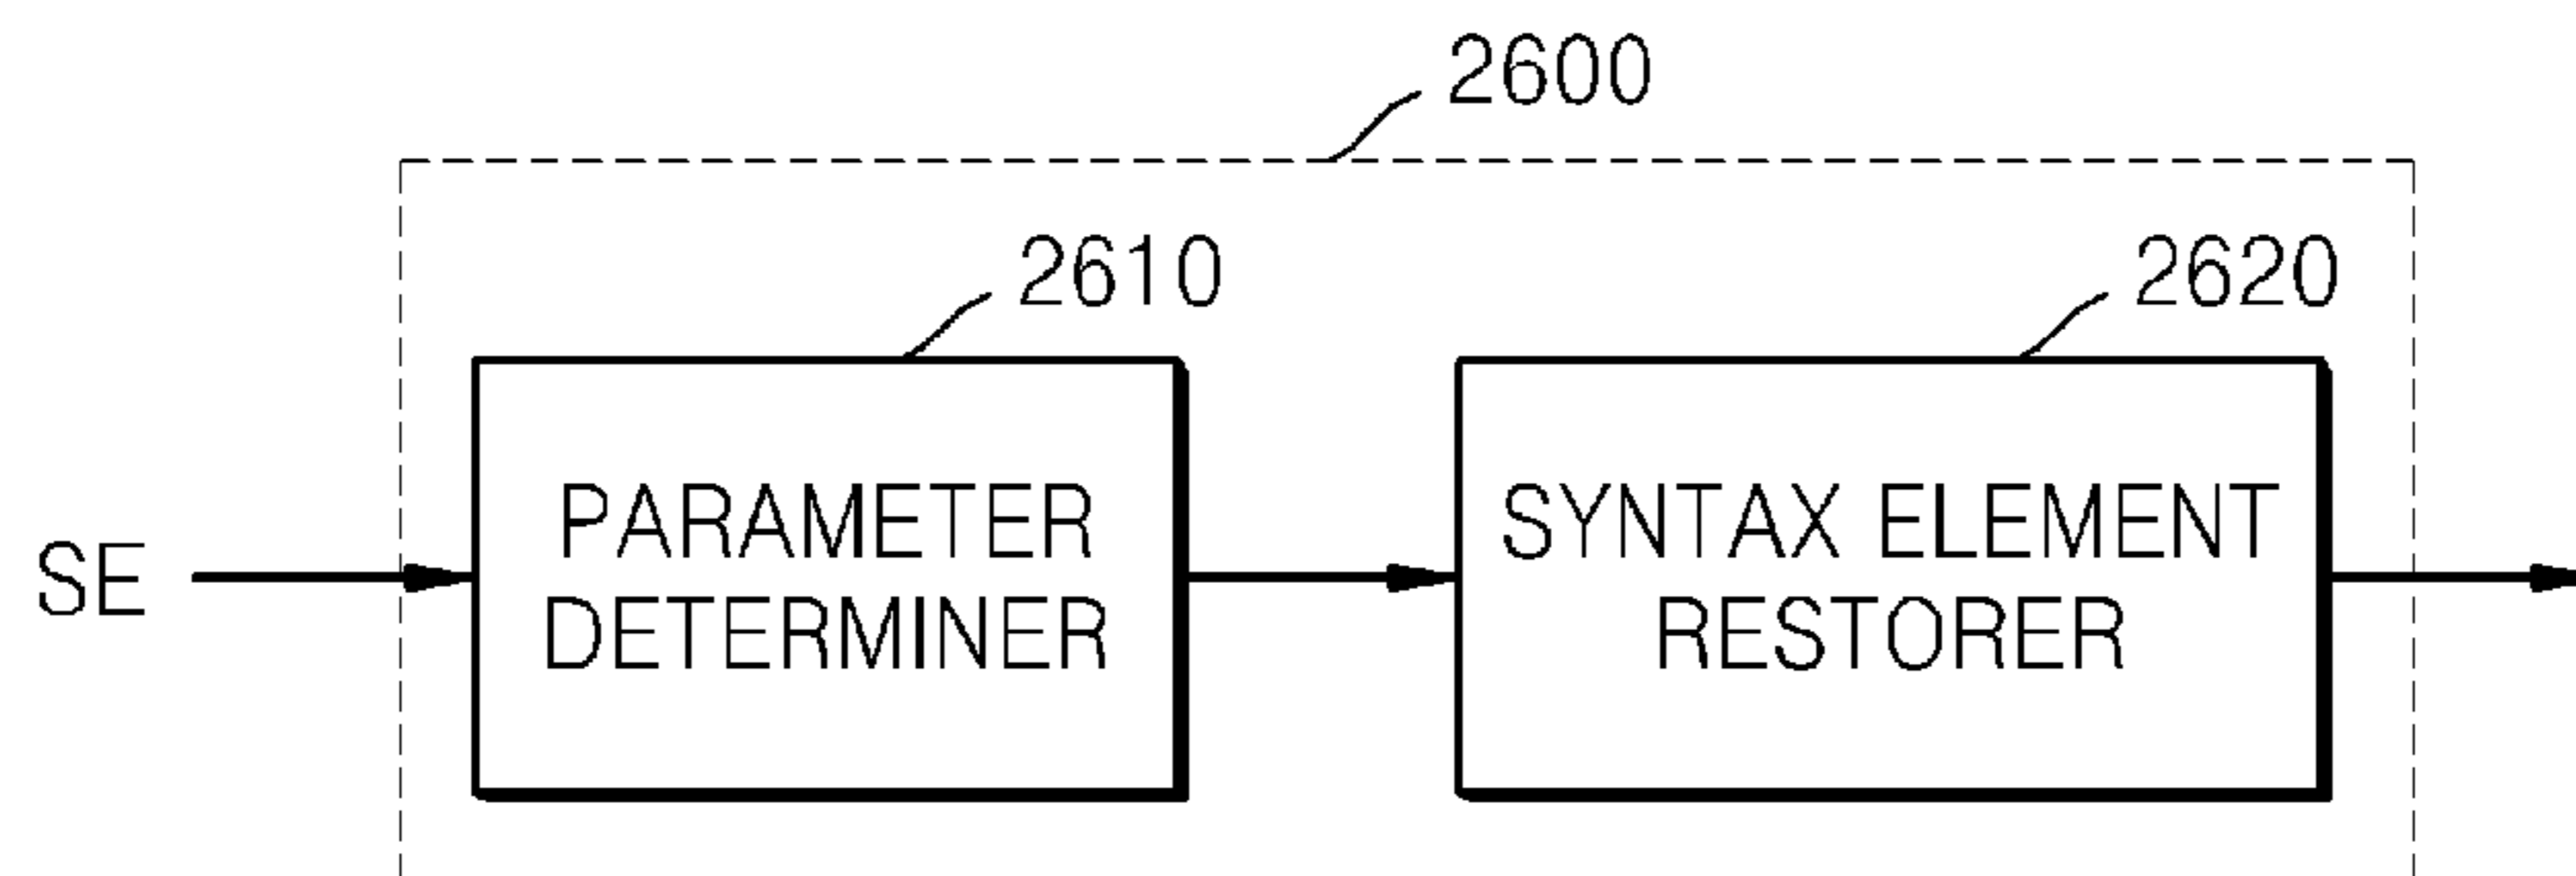 2600
2610
2620
SE
PARAMETER
DETERMINER
SYNTAX ELEMENT
RESTORER